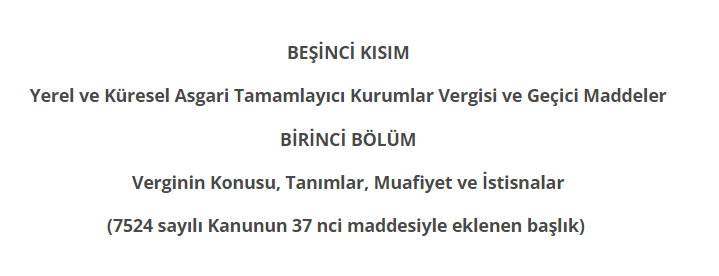 BEŞİNCİ KISIM
Yerel ve Küresel Asgari Tamamlayıcı Kurumlar Vergisi ve Geçici Maddeler
BİRİNCİ BÖLÜM
Verginin Konusu, Tanımlar, Muafiyet ve İstisnalar
(7524 sayılı Kanunun 37 nci maddesiyle eklenen başlık)